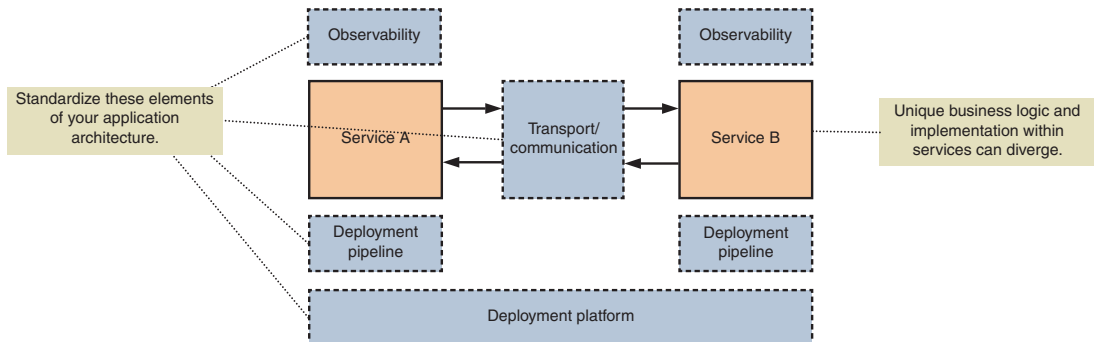 Observability
Observability
Standardize these elements
of your application
architecture.
Service A
Transport/
communication
Service B
Unique business logic and
implementation within
services can diverge.
Deployment
pipeline
Deployment
pipeline
Deployment platform